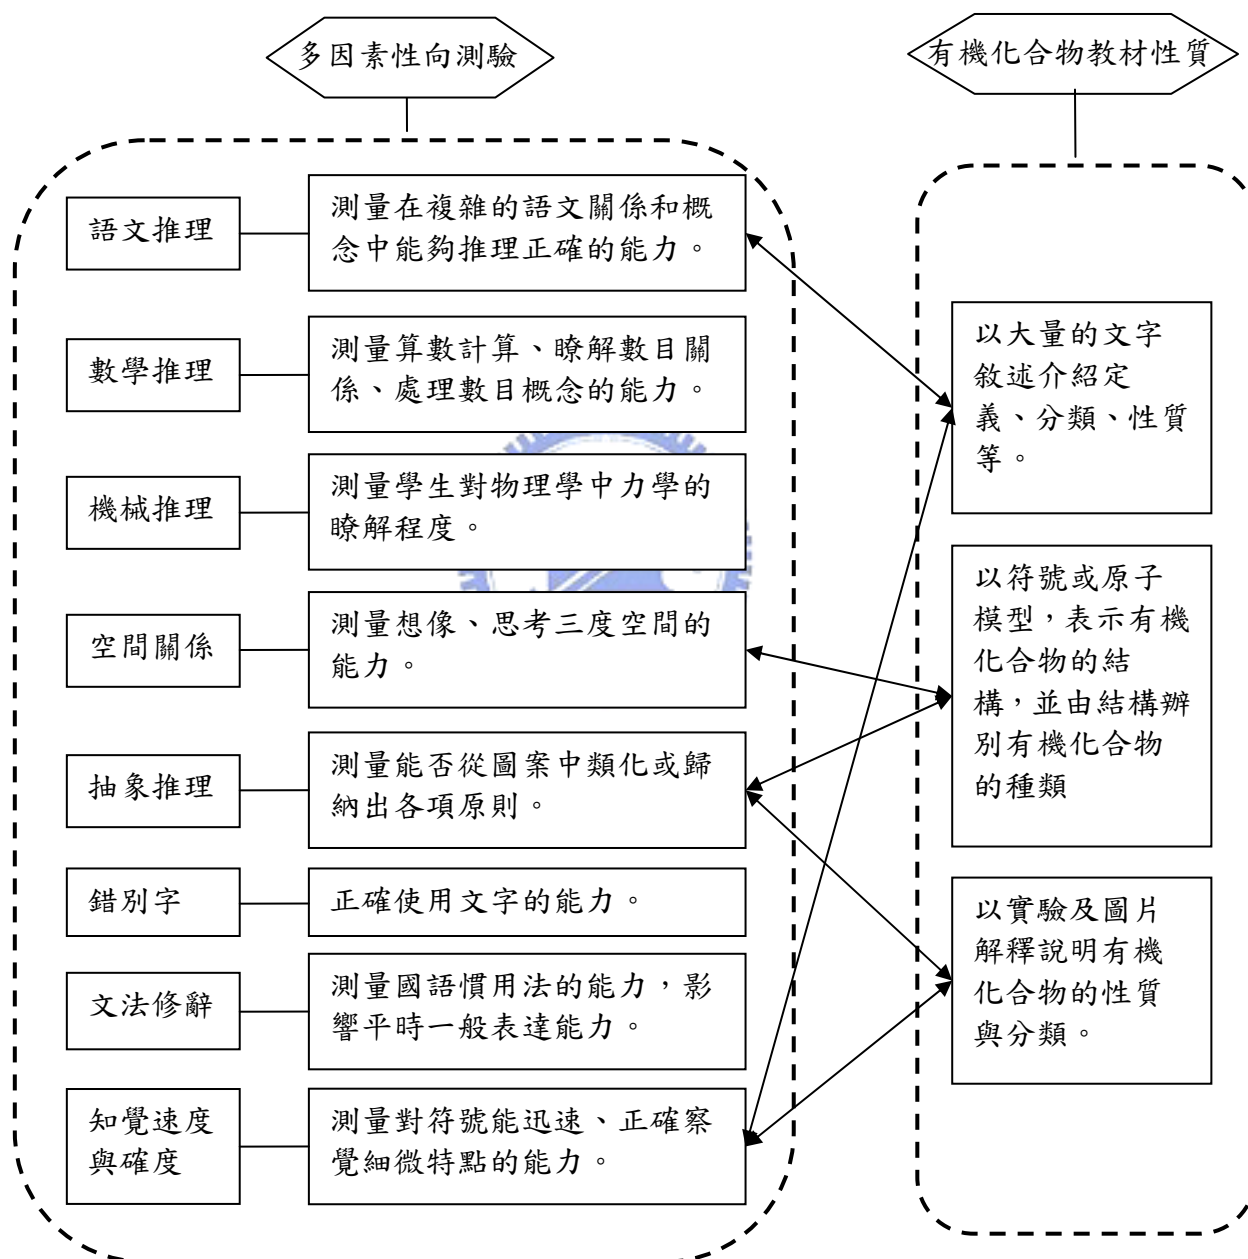 多因素性向測驗
有機化合物教材性質
語文推理
測量在複雜的語文關係和概
念中能夠推理正確的能力。
數學推理
測量算數計算、瞭解數目關
係、處理數目概念的能力。
機械推理
測量學生對物理學中力學的
瞭解程度。
空間關係
測量想像、思考三度空間的
能力。
抽象推理
測量能否從圖案中類化或歸
納出各項原則。
錯別字
正確使用文字的能力。
文法修辭
測量國語慣用法的能力，影
響平時一般表達能力。
知覺速度
與確度
測量對符號能迅速、正確察
覺細微特點的能力。
以大量的文字
敘述介紹定
義、分類、性質
等。
以符號或原子
模型，表示有機
化合物的結
構，並由結構辨
別有機化合物
的種類
以實驗及圖片
解釋說明有機
化合物的性質
與分類。